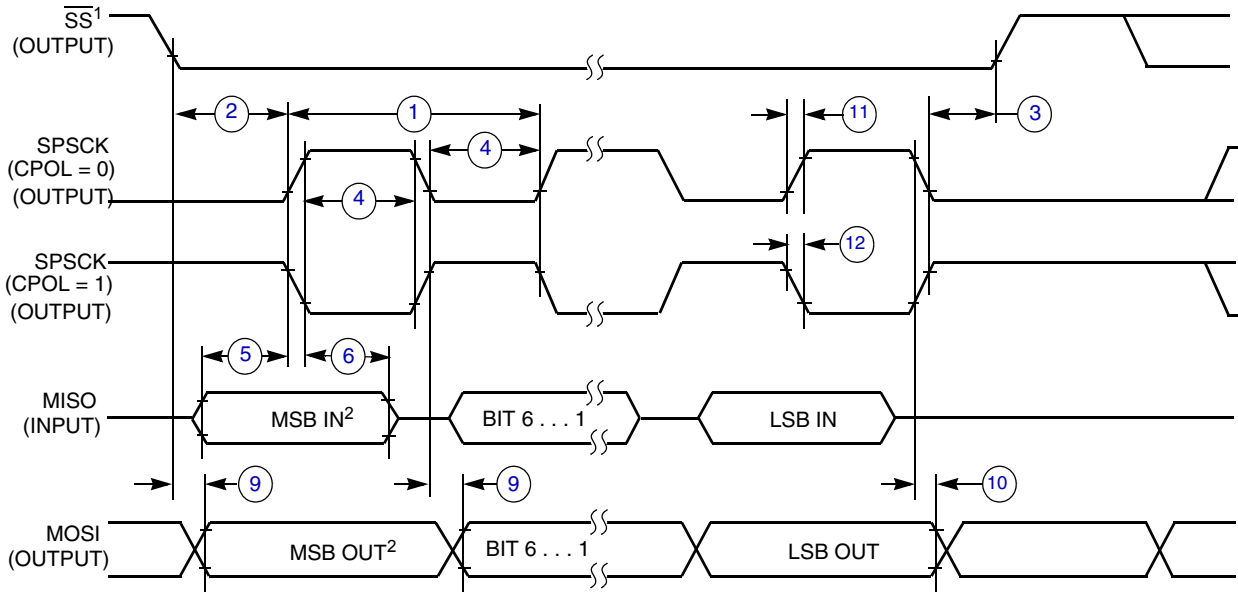 SS¹
(OUTPUT)
2
1
11
3
SPSCK
(CPOL = 0)
(OUTPUT)
4
4
12
SPSCK
(CPOL = 1)
(OUTPUT)
5
6
MISO
(INPUT)
MSB IN²
BIT 6 . . . 1
LSB IN
9
9
10
MOSI
(OUTPUT)
MSB OUT²
BIT 6 . . . 1
LSB OUT